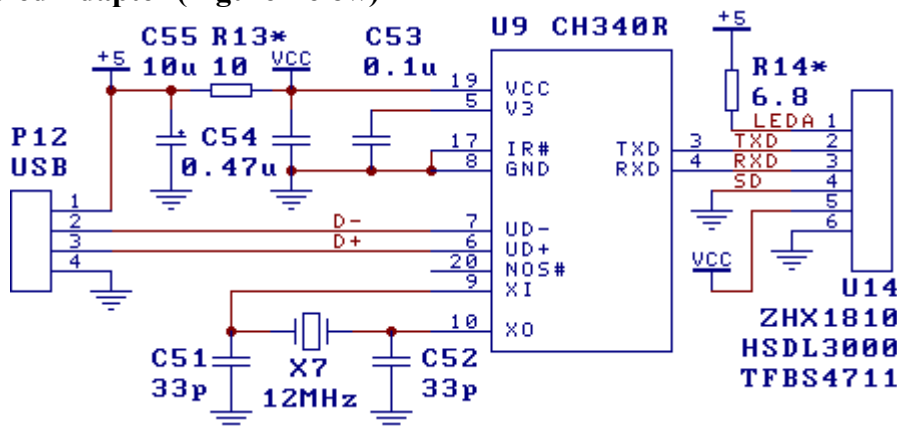 C55 R13* C53 U9 CH340R +5
+5 10u 10 VCC 0.1u
19 VCC
5 V3
R14*
6.8
P12
USB
C54
0.47u
17 IR# TXD 3
8 GND RXD 4
LEDA 1
TXD 2
RXD 3
SD 4
5
6
1
2 D- 7 UD-
3 D+ 6 UD+
4
20 NOS#
9 XI
10 XO
VCC
U14
ZHX1810
HSDL3000
TFBS4711
C51 X7 C52
33p 12MHz 33p